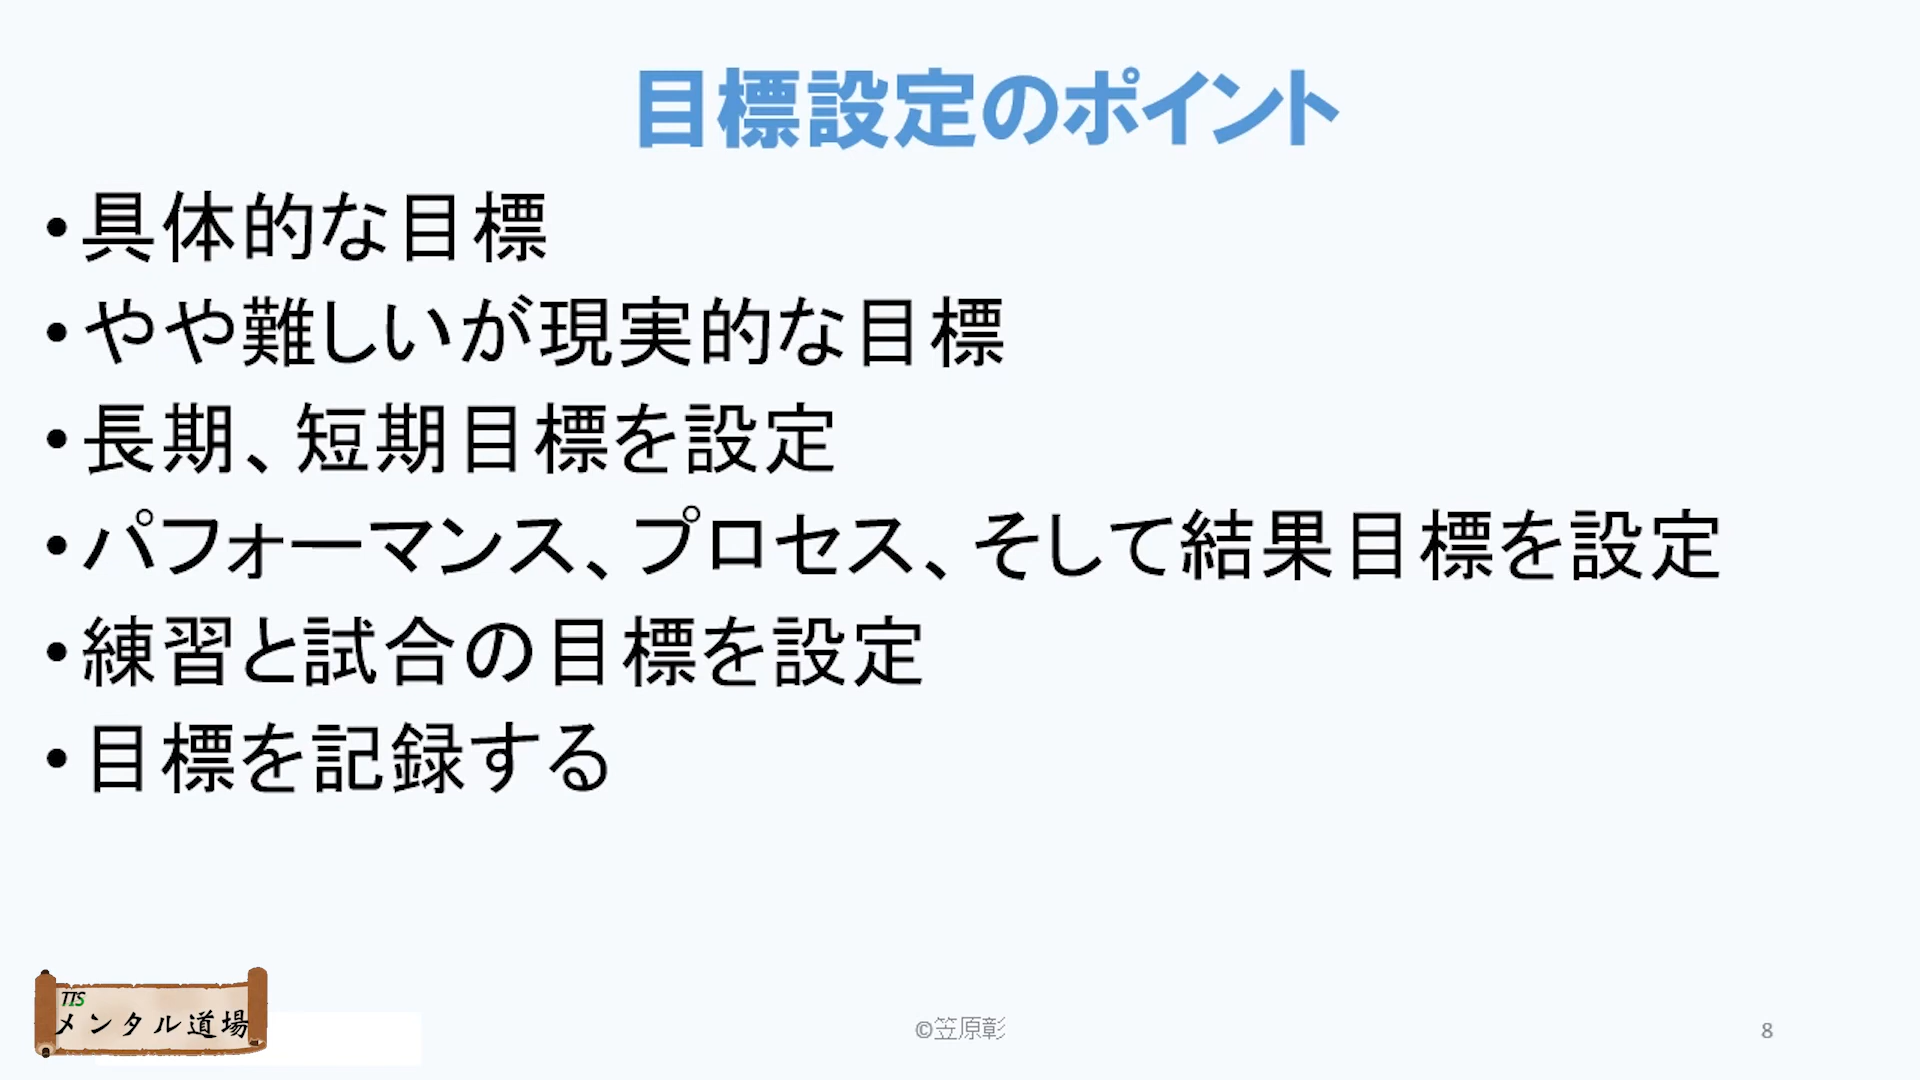 目標設定のポイント
•具体的な目標
•やや難しいが現実的な目標
•長期、短期目標を設定
•パフォーマンス、プロセス、そして結果目標を設定
•練習と試合の目標を設定
•目標を記録する
TIS
メンタル道場
©笠原彰
8